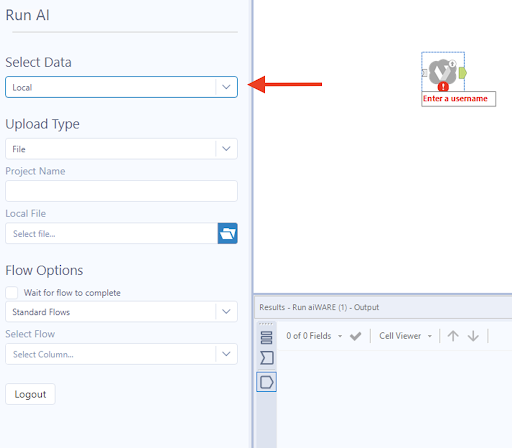 Run AI
Select Data
Local
Upload Type
File
Project Name
Local File
Select file...
Flow Options
Wait for flow to complete
Standard Flows
Select Flow
Select Column...
Logout
Enter a username
Results - Run aiWARE (1) - Output
0 of 0 Fields
Cell Viewer